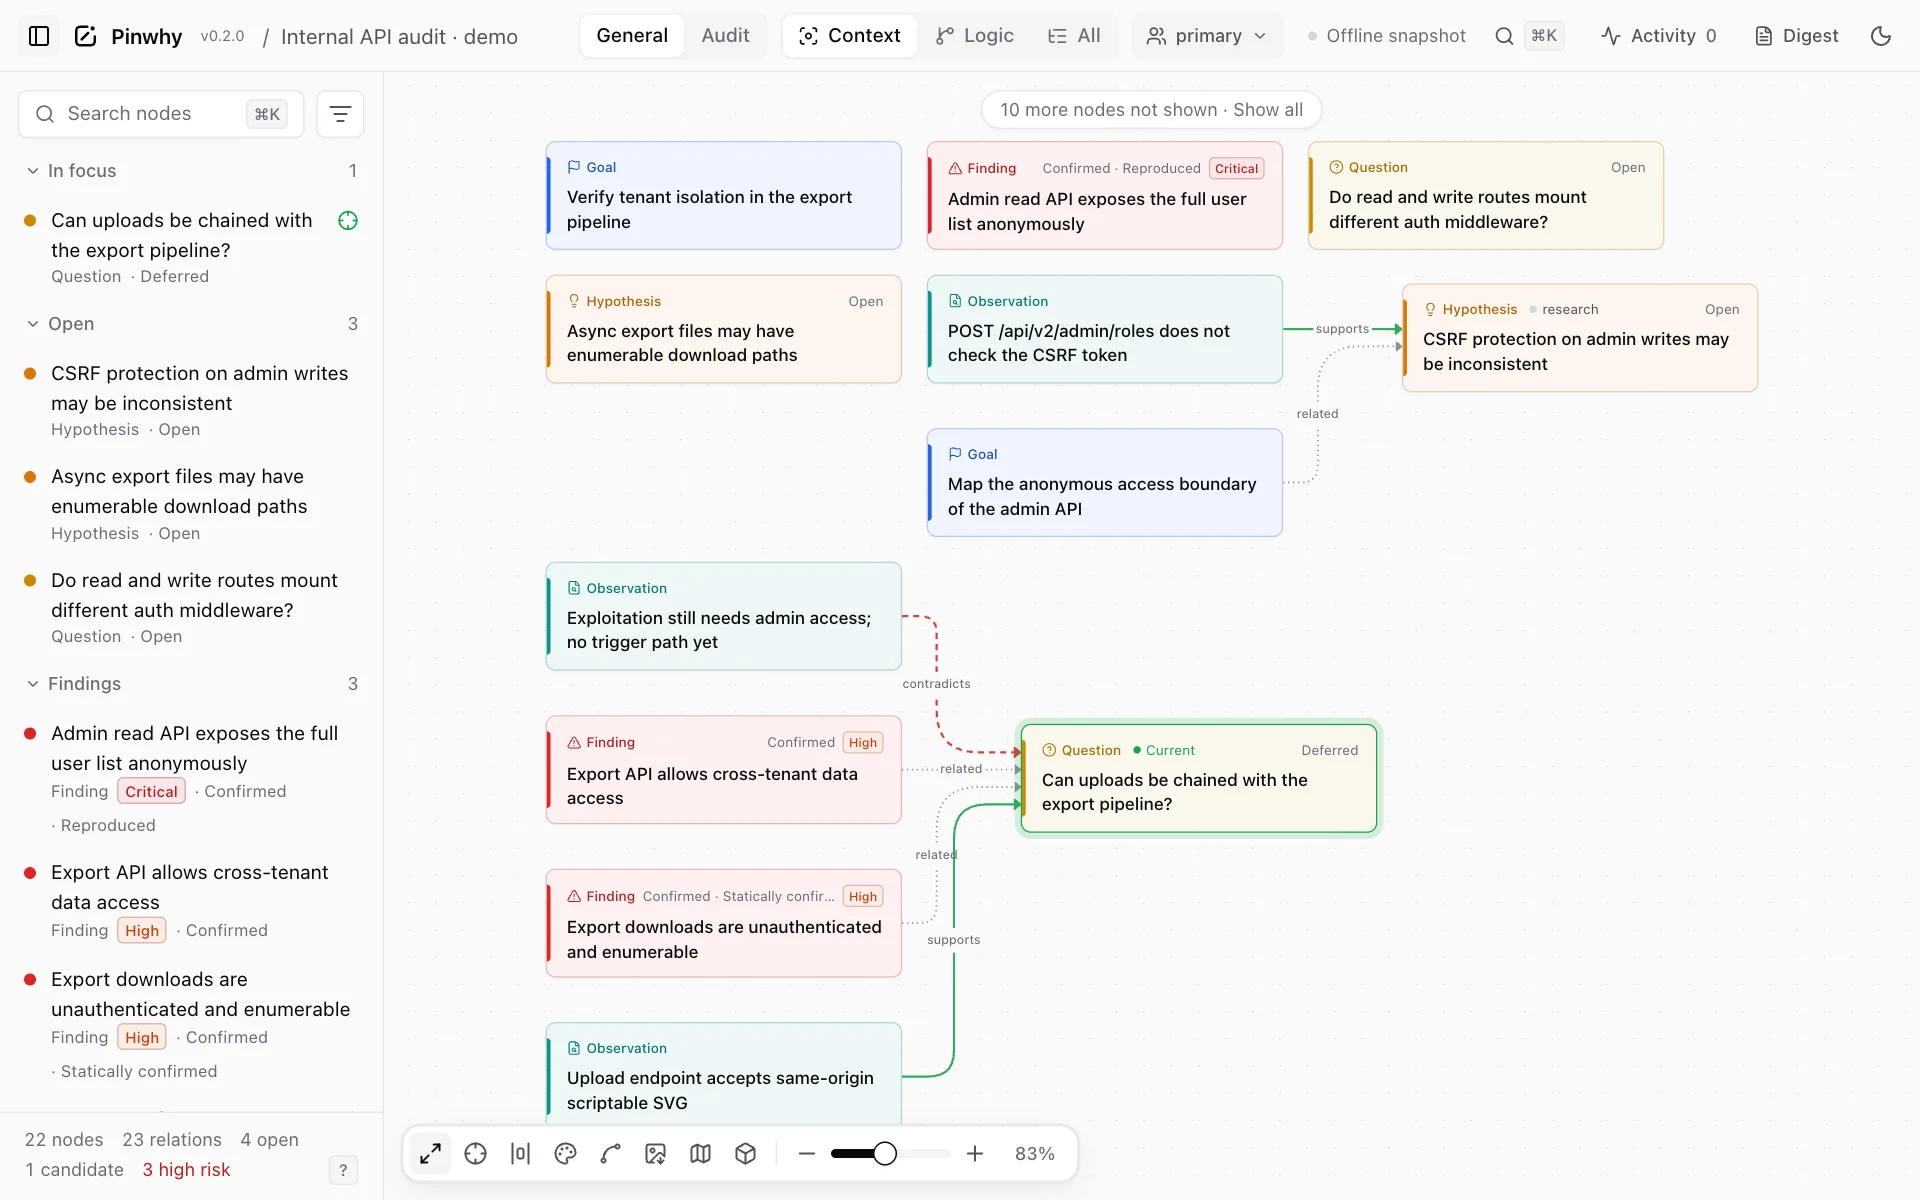 Pinwhy v0.2.0 / Internal API audit · demo
General Audit
Context Logic All
primary
Offline snapshot
⌘K
Activity 0
Digest
Search nodes ⌘K
In focus 1
Can uploads be chained with
the export pipeline?
Question · Deferred
Open 3
CSRF protection on admin writes
may be inconsistent
Hypothesis · Open
Async export files may have
enumerable download paths
Hypothesis · Open
Do read and write routes mount
different auth middleware?
Question · Open
Findings 3
Admin read API exposes the full
user list anonymously
Finding Critical · Confirmed
· Reproduced
Export API allows cross-tenant
data access
Finding High · Confirmed
Export downloads are
unauthenticated and enumerable
Finding High · Confirmed
· Statically confirmed
22 nodes 23 relations 4 open
1 candidate 3 high risk ?
10 more nodes not shown · Show all
Goal
Verify tenant isolation in the export
pipeline
Finding Confirmed · Reproduced Critical
Admin read API exposes the full user
list anonymously
Question Open
Do read and write routes mount
different auth middleware?
Hypothesis Open
Async export files may have
enumerable download paths
Observation
POST /api/v2/admin/roles does not
check the CSRF token
supports
Hypothesis research Open
CSRF protection on admin writes may
be inconsistent
related
Goal
Map the anonymous access boundary
of the admin API
Observation
Exploitation still needs admin access;
no trigger path yet
contradicts
Finding Confirmed High
Export API allows cross-tenant data
access
related
Question Current Deferred
Can uploads be chained with the
export pipeline?
related
Finding Confirmed · Statically confir... High
Export downloads are unauthenticated
and enumerable
supports
Observation
Upload endpoint accepts same-origin
scriptable SVG
83%